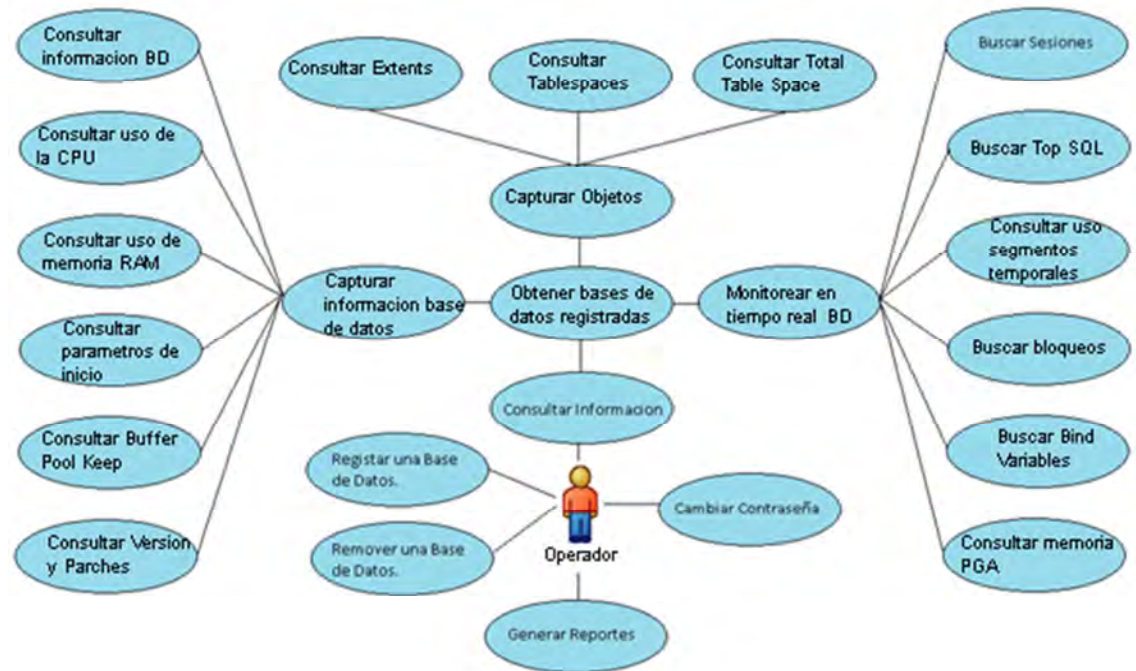 Consultar
informacion BD
Consultar uso de
la CPU
Consultar uso de
memoria RAM
Consultar
parametros de
inicio
Consultar Buffer
Pool Keep
Consultar Version
y Parches
Consultar Extents
Consultar
Tablespaces
Consultar Total
Table Space
Capturar Objetos
Capturar
informacion base
de datos
Obtener bases de
datos registradas
Monitorear en
tiempo real BD
Consultar Informacion
Registar una Base
de Datos.
Remover una Base
de Datos.
Operador
Cambiar Contraseña
Generar Reportes
Buscar Sesiones
Buscar Top SQL
Consultar uso
segmentos
temporales
Buscar bloqueos
Buscar Bind
Variables
Consultar memoria
PGA